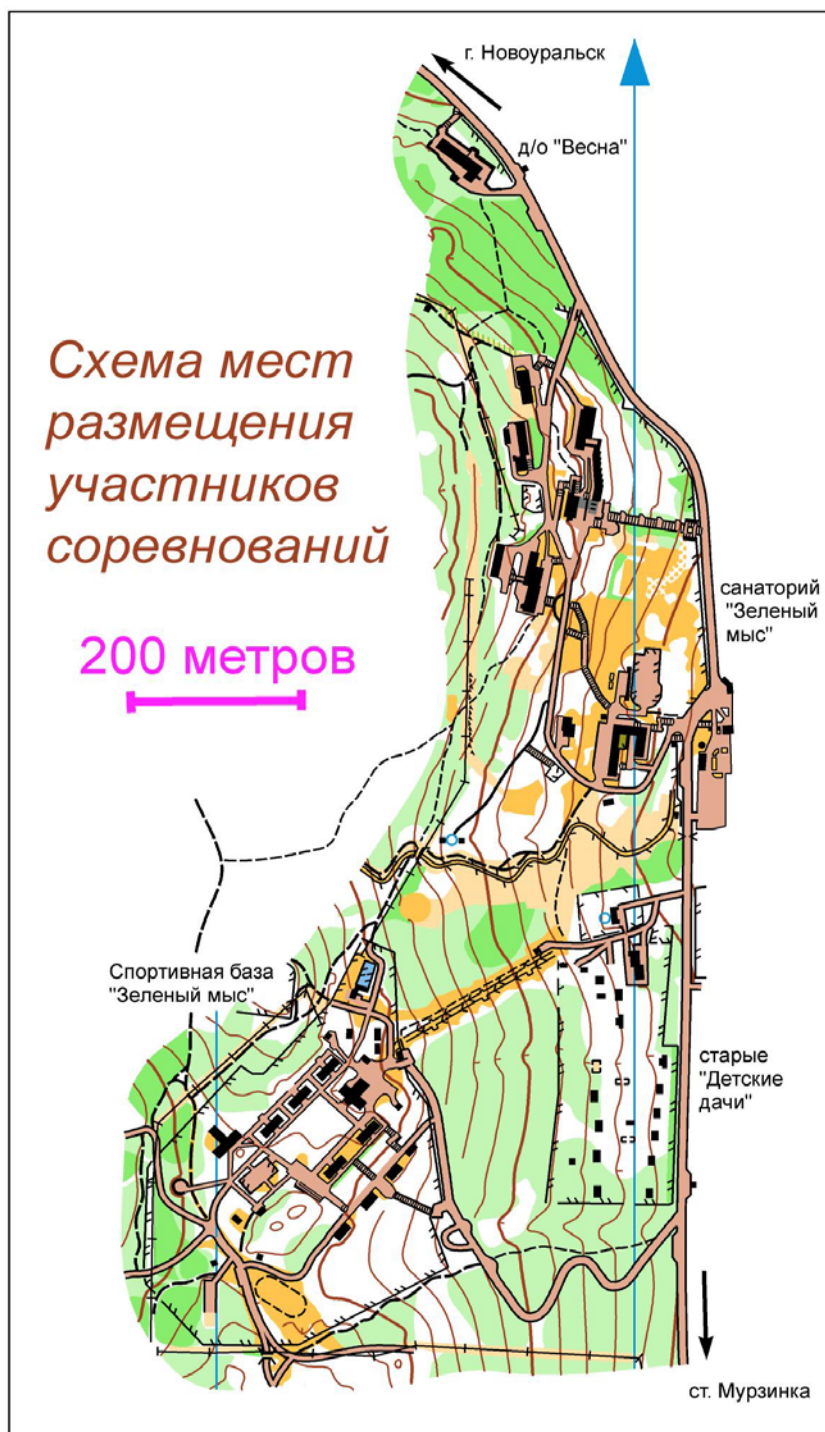 г. Новоуральск
д/о "Весна"
Схема мест
размещения
участников
соревнований
санаторий
"Зеленый
мыс"
200 метров
Спортивная база
"Зеленый мыс"
старые
"Детские
дачи"
ст. Мурзинка